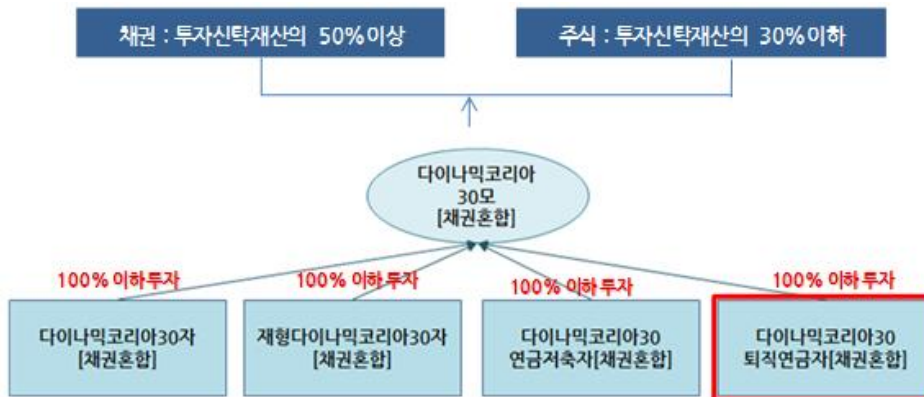 채권 : 투자신탁재산의 50%이상
주식 : 투자신탁재산의 30%이하
다이나믹코리아
30모
[채권혼합]
100% 이하 투자
100% 이하 투자
100% 이하 투자
100% 이하 투자
다이나믹코리아30자
[채권혼합]
재형다이나믹코리아30자
[채권혼합]
다이나믹코리아30
연금저축자[채권혼합]
다이나믹코리아30
퇴직연금자[채권혼합]